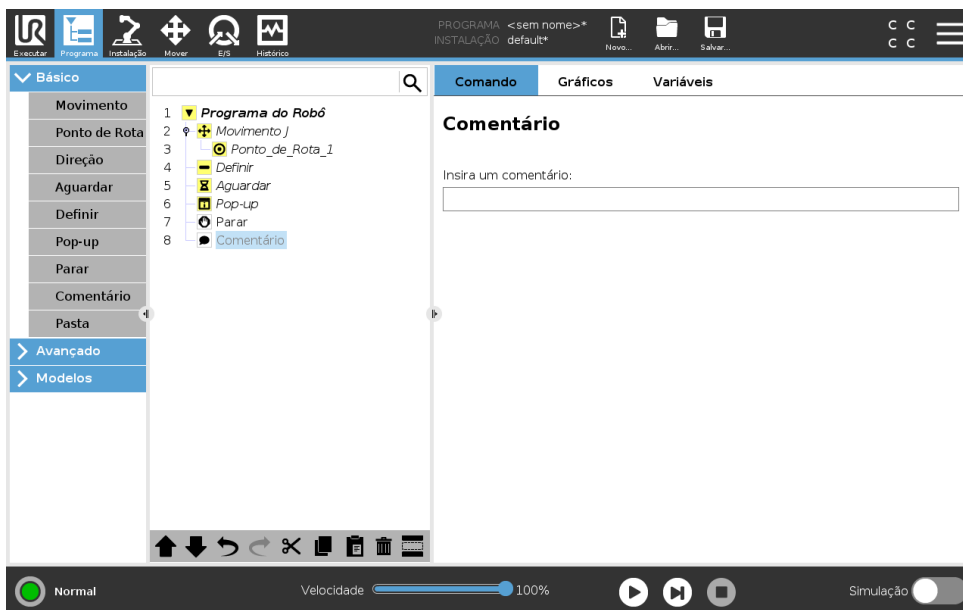 UR
PROGRAMA <sem nome>*
INSTALAÇÃO default*
Executar Programa Instalação Mover E/S Histórico Novo... Abrir... Salvar...
C C
C C
Básico
Movimento
Ponto de Rota
Direção
Aguardar
Definir
Pop-up
Parar
Comentário
Pasta
Avançado
Modelos
1 Programa do Robô
2 Movimento J
3 Ponto_de_Rota_1
4 Definir
5 Aguardar
6 Pop-up
7 Parar
8 Comentário
Comando Gráficos Variáveis
Comentário
Insira um comentário:
Normal Velocidade 100% Simulação